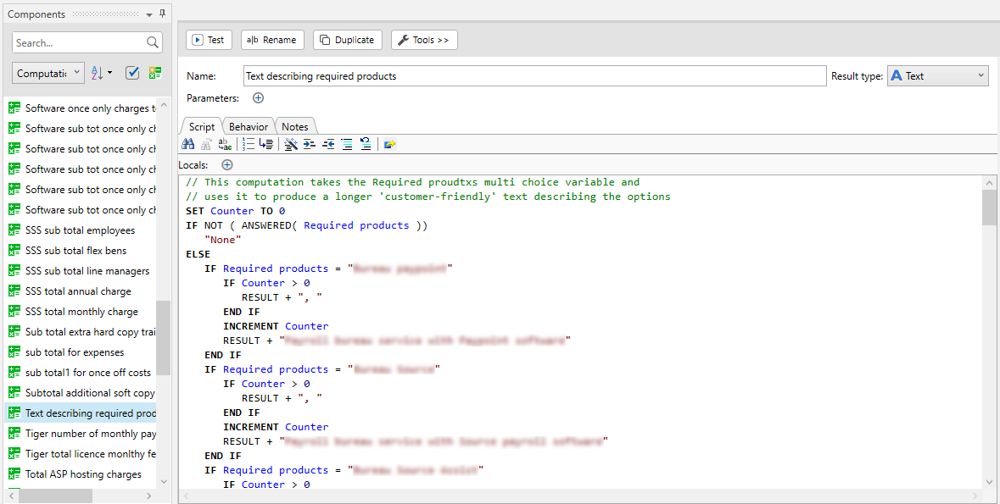 Components
Search...
Computatic
Software once only charges t
Software sub tot once only ch
Software sub tot once only ch
Software sub tot once only ch
Software sub tot once only ch
Software sub tot once only ch
SSS sub total employees
SSS sub total flex bens
SSS sub total line managers
SSS total annual charge
SSS total monthly charge
Sub total extra hard copy trai
sub total for expenses
sub total1 for once off costs
Subtotal additional soft copy
Text describing required prod
Tiger number of monthly pay
Tiger total licence monlthy fe
Total ASP hosting charges
Test
a|b Rename
Duplicate
Tools >>
Name: Text describing required products
Result type: A Text
Parameters:
Script Behavior Notes
Locals:
// This computation takes the Required proudtxs multi choice variable and
// uses it to produce a longer 'customer-friendly' text describing the options
SET Counter TO 0
IF NOT ( ANSWERED( Required products ))
"None"
ELSE
IF Required products = " "
IF Counter > 0
RESULT + ", "
END IF
INCREMENT Counter
RESULT + " "
END IF
IF Required products = " "
IF Counter > 0
RESULT + ", "
END IF
INCREMENT Counter
RESULT + " "
END IF
IF Required products = " "
IF Counter > 0